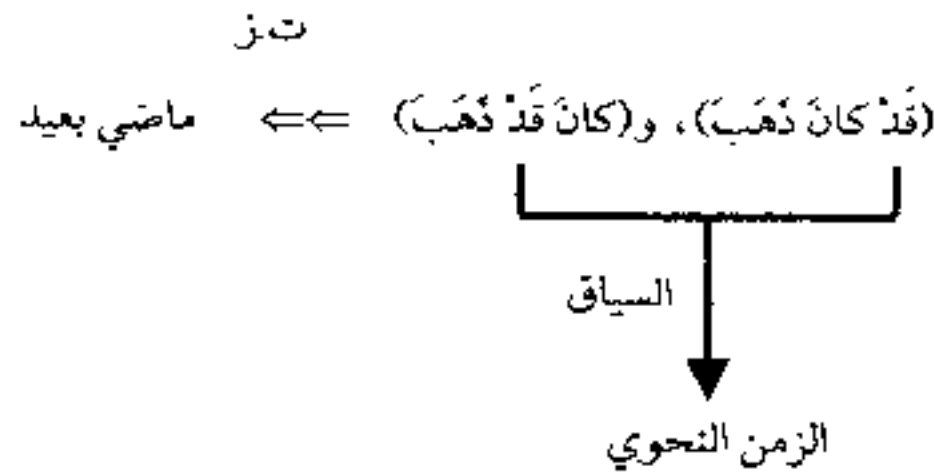 ت.ز
(قَدْ كانَ ذَهَبَ)، و(كانَ قَدْ ذَهَبَ) ⇐⇐ ماضي بعيد
السياق
الزمن النحوي